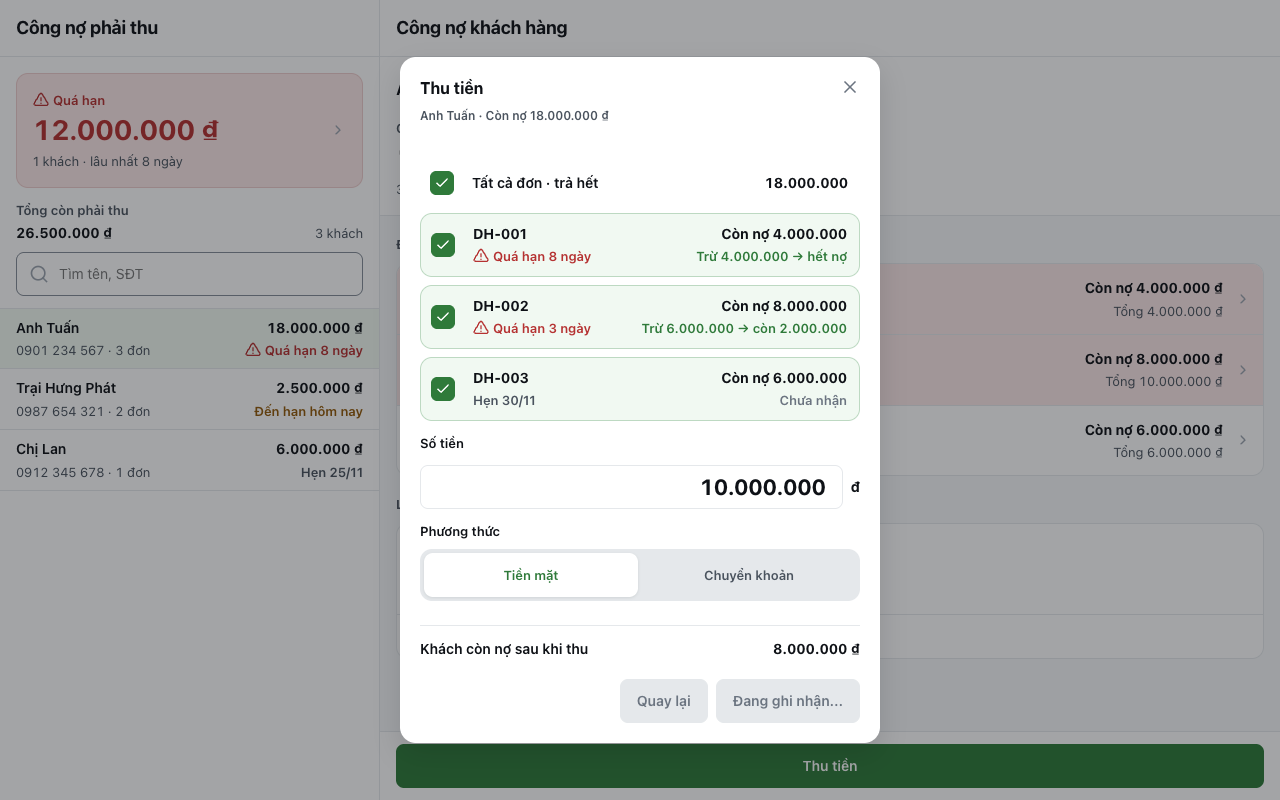 Công nợ phải thu
Quá hạn
12.000.000 ₫
1 khách · lâu nhất 8 ngày
Tổng còn phải thu
26.500.000 ₫
3 khách
Tìm tên, SĐT
Anh Tuấn
18.000.000 ₫
0901 234 567 · 3 đơn
Quá hạn 8 ngày
Trại Hưng Phát
2.500.000 ₫
0987 654 321 · 2 đơn
Đến hạn hôm nay
Chị Lan
6.000.000 ₫
0912 345 678 · 1 đơn
Hẹn 25/11
Công nợ khách hàng
Thu tiền
Anh Tuấn · Còn nợ 18.000.000 ₫
Tất cả đơn · trả hết
18.000.000
DH-001
Còn nợ 4.000.000
Quá hạn 8 ngày
Trừ 4.000.000 → hết nợ
DH-002
Còn nợ 8.000.000
Quá hạn 3 ngày
Trừ 6.000.000 → còn 2.000.000
DH-003
Còn nợ 6.000.000
Hẹn 30/11
Chưa nhận
Số tiền
10.000.000 đ
Phương thức
Tiền mặt
Chuyển khoản
Khách còn nợ sau khi thu
8.000.000 ₫
Quay lại
Đang ghi nhận...
Còn nợ 4.000.000 ₫
Tổng 4.000.000 ₫
Còn nợ 8.000.000 ₫
Tổng 10.000.000 ₫
Còn nợ 6.000.000 ₫
Tổng 6.000.000 ₫
Thu tiền